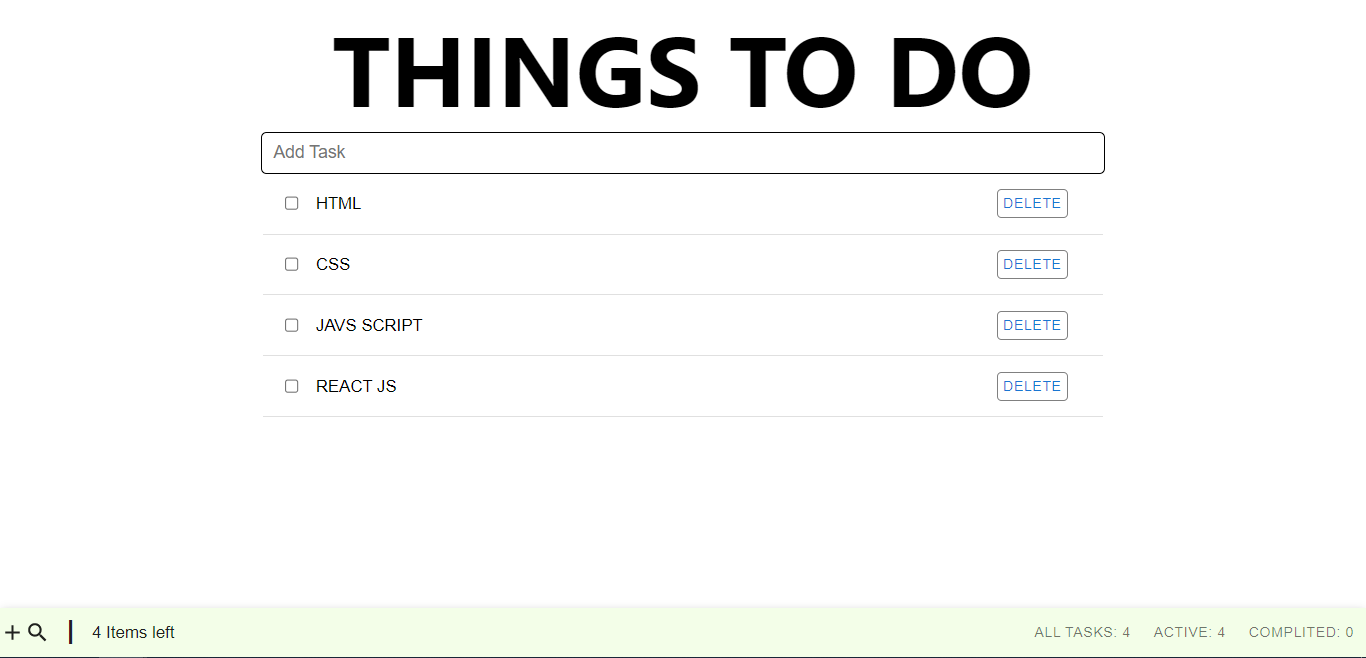 THINGS TO DO
Add Task
HTML DELETE
CSS DELETE
JAVS SCRIPT DELETE
REACT JS DELETE
4 Items left ALL TASKS: 4 ACTIVE: 4 COMPLITED: 0